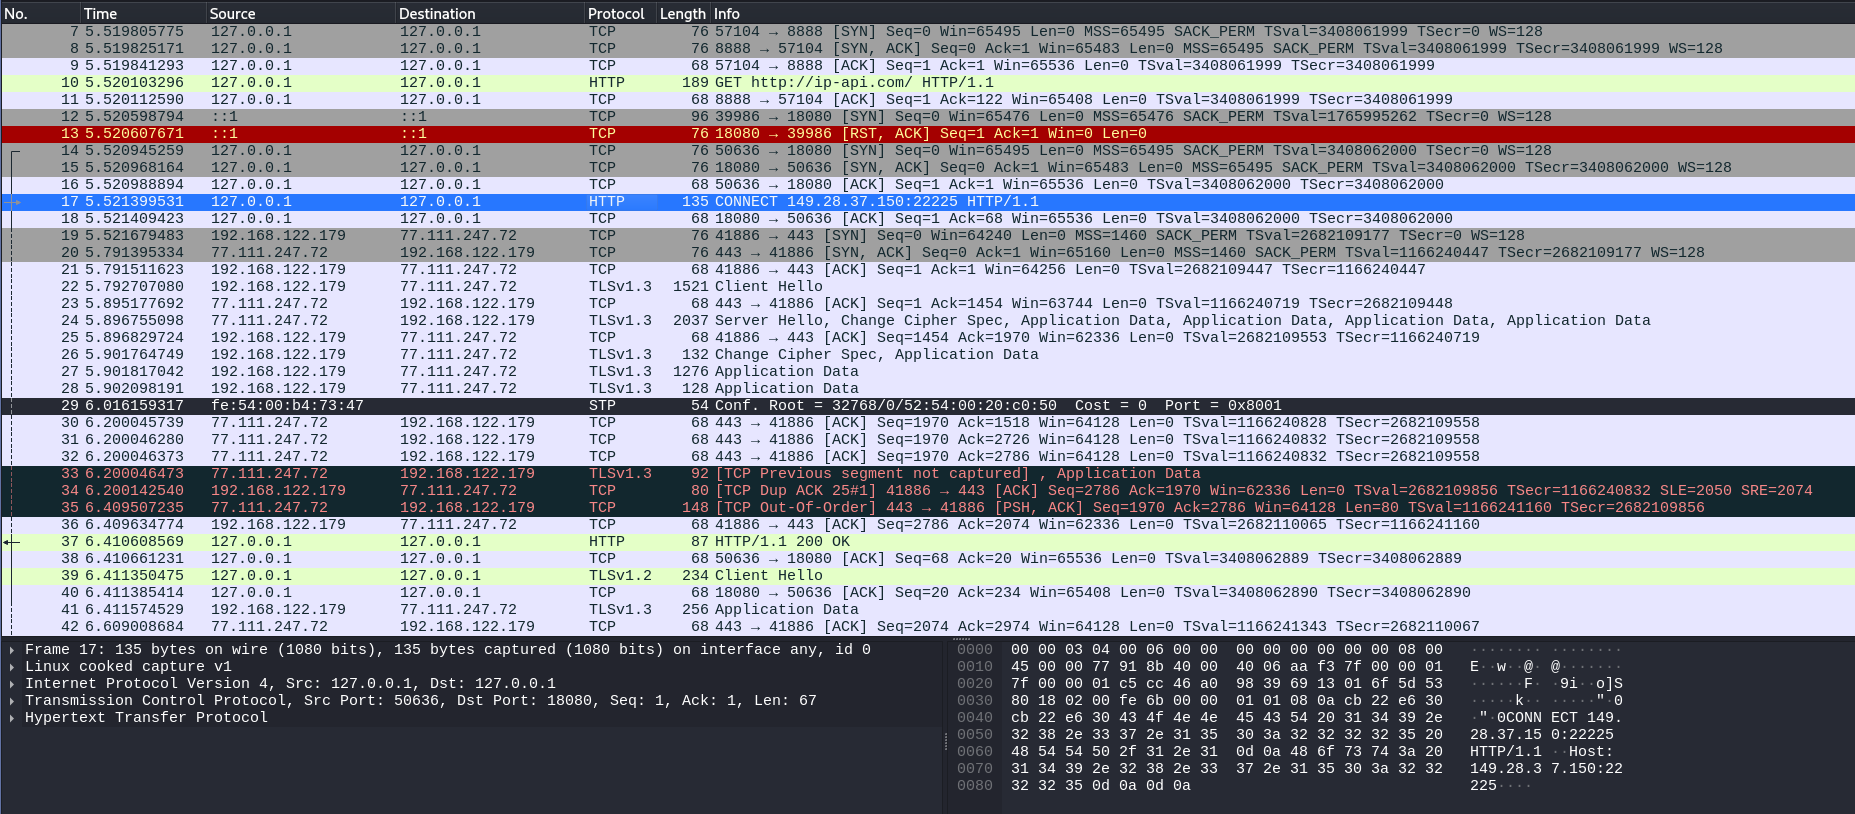 No. Time Source Destination Protocol Length Info
7 5.519805775 127.0.0.1 127.0.0.1 TCP 76 57104 → 8888 [SYN] Seq=0 Win=65495 Len=0 MSS=65495 SACK_PERM TSval=3408061999 TSecr=0 WS=128
8 5.519825171 127.0.0.1 127.0.0.1 TCP 76 8888 → 57104 [SYN, ACK] Seq=0 Ack=1 Win=65483 Len=0 MSS=65495 SACK_PERM TSval=3408061999 TSecr=3408061999 WS=128
9 5.519841293 127.0.0.1 127.0.0.1 TCP 68 57104 → 8888 [ACK] Seq=1 Ack=1 Win=65536 Len=0 TSval=3408061999 TSecr=3408061999
10 5.520103296 127.0.0.1 127.0.0.1 HTTP 189 GET http://ip-api.com/ HTTP/1.1
11 5.520112590 127.0.0.1 127.0.0.1 TCP 68 8888 → 57104 [ACK] Seq=1 Ack=122 Win=65408 Len=0 TSval=3408061999 TSecr=3408061999
12 5.520598794 ::1 ::1 TCP 96 39986 → 18080 [SYN] Seq=0 Win=65476 Len=0 MSS=65476 SACK_PERM TSval=1765995262 TSecr=0 WS=128
13 5.520607671 ::1 ::1 TCP 76 18080 → 39986 [RST, ACK] Seq=1 Ack=1 Win=0 Len=0
14 5.520945259 127.0.0.1 127.0.0.1 TCP 76 50636 → 18080 [SYN] Seq=0 Win=65495 Len=0 MSS=65495 SACK_PERM TSval=3408062000 TSecr=0 WS=128
15 5.520968164 127.0.0.1 127.0.0.1 TCP 76 18080 → 50636 [SYN, ACK] Seq=0 Ack=1 Win=65483 Len=0 MSS=65495 SACK_PERM TSval=3408062000 TSecr=3408062000 WS=128
16 5.520988894 127.0.0.1 127.0.0.1 TCP 68 50636 → 18080 [ACK] Seq=1 Ack=1 Win=65536 Len=0 TSval=3408062000 TSecr=3408062000
17 5.521399531 127.0.0.1 127.0.0.1 HTTP 135 CONNECT 149.28.37.150:22225 HTTP/1.1
18 5.521409423 127.0.0.1 127.0.0.1 TCP 68 18080 → 50636 [ACK] Seq=1 Ack=68 Win=65536 Len=0 TSval=3408062000 TSecr=3408062000
19 5.521679483 192.168.122.179 77.111.247.72 TCP 76 41886 → 443 [SYN] Seq=0 Win=64240 Len=0 MSS=1460 SACK_PERM TSval=2682109177 TSecr=0 WS=128
20 5.791395334 77.111.247.72 192.168.122.179 TCP 76 443 → 41886 [SYN, ACK] Seq=0 Ack=1 Win=65160 Len=0 MSS=1460 SACK_PERM TSval=1166240447 TSecr=2682109177 WS=128
21 5.791511623 192.168.122.179 77.111.247.72 TCP 68 41886 → 443 [ACK] Seq=1 Ack=1 Win=64256 Len=0 TSval=2682109447 TSecr=1166240447
22 5.792707080 192.168.122.179 77.111.247.72 TLSv1.3 1521 Client Hello
23 5.895177692 77.111.247.72 192.168.122.179 TCP 68 443 → 41886 [ACK] Seq=1 Ack=1454 Win=63744 Len=0 TSval=1166240719 TSecr=2682109448
24 5.896755098 77.111.247.72 192.168.122.179 TLSv1.3 2037 Server Hello, Change Cipher Spec, Application Data, Application Data, Application Data, Application Data
25 5.896829724 192.168.122.179 77.111.247.72 TCP 68 41886 → 443 [ACK] Seq=1454 Ack=1970 Win=62336 Len=0 TSval=2682109553 TSecr=1166240719
26 5.901764749 192.168.122.179 77.111.247.72 TLSv1.3 132 Change Cipher Spec, Application Data
27 5.901817042 192.168.122.179 77.111.247.72 TLSv1.3 1276 Application Data
28 5.902098191 192.168.122.179 77.111.247.72 TLSv1.3 128 Application Data
29 6.016159317 fe:54:00:b4:73:47 STP 54 Conf. Root = 32768/0/52:54:00:20:c0:50 Cost = 0 Port = 0x8001
30 6.200045739 77.111.247.72 192.168.122.179 TCP 68 443 → 41886 [ACK] Seq=1970 Ack=1518 Win=64128 Len=0 TSval=1166240828 TSecr=2682109558
31 6.200046280 77.111.247.72 192.168.122.179 TCP 68 443 → 41886 [ACK] Seq=1970 Ack=2726 Win=64128 Len=0 TSval=1166240832 TSecr=2682109558
32 6.200046373 77.111.247.72 192.168.122.179 TCP 68 443 → 41886 [ACK] Seq=1970 Ack=2786 Win=64128 Len=0 TSval=1166240832 TSecr=2682109558
33 6.200046473 77.111.247.72 192.168.122.179 TLSv1.3 92 [TCP Previous segment not captured] , Application Data
34 6.200142540 192.168.122.179 77.111.247.72 TCP 80 [TCP Dup ACK 25#1] 41886 → 443 [ACK] Seq=2786 Ack=1970 Win=62336 Len=0 TSval=2682109856 TSecr=1166240832 SLE=2050 SRE=2074
35 6.409507235 77.111.247.72 192.168.122.179 TCP 148 [TCP Out-Of-Order] 443 → 41886 [PSH, ACK] Seq=1970 Ack=2786 Win=64128 Len=80 TSval=1166241160 TSecr=2682109856
36 6.409634774 192.168.122.179 77.111.247.72 TCP 68 41886 → 443 [ACK] Seq=2786 Ack=2074 Win=62336 Len=0 TSval=2682110065 TSecr=1166241160
37 6.410608569 127.0.0.1 127.0.0.1 HTTP 87 HTTP/1.1 200 OK
38 6.410661231 127.0.0.1 127.0.0.1 TCP 68 50636 → 18080 [ACK] Seq=68 Ack=20 Win=65536 Len=0 TSval=3408062889 TSecr=3408062889
39 6.411350475 127.0.0.1 127.0.0.1 TLSv1.2 234 Client Hello
40 6.411385414 127.0.0.1 127.0.0.1 TCP 68 18080 → 50636 [ACK] Seq=20 Ack=234 Win=65408 Len=0 TSval=3408062890 TSecr=3408062890
41 6.411574529 192.168.122.179 77.111.247.72 TLSv1.3 256 Application Data
42 6.609008684 77.111.247.72 192.168.122.179 TCP 68 443 → 41886 [ACK] Seq=2074 Ack=2974 Win=64128 Len=0 TSval=1166241343 TSecr=2682110067
Frame 17: 135 bytes on wire (1080 bits), 135 bytes captured (1080 bits) on interface any, id 0
Linux cooked capture v1
Internet Protocol Version 4, Src: 127.0.0.1, Dst: 127.0.0.1
Transmission Control Protocol, Src Port: 50636, Dst Port: 18080, Seq: 1, Ack: 1, Len: 67
Hypertext Transfer Protocol
0000 00 00 03 04 00 06 00 00 00 00 00 00 00 00 08 00 ········ ········
0010 45 00 00 77 91 8b 40 00 40 06 aa f3 7f 00 00 01 E··w··@· @·······
0020 7f 00 00 01 c5 cc 46 a0 98 39 69 13 01 6f 5d 53 ······F· ·9i··o]S
0030 80 18 02 00 fe 6b 00 00 01 01 08 0a cb 22 e6 30 ·····k·· ·····"·0
0040 cb 22 e6 30 43 4f 4e 4e 45 43 54 20 31 34 39 2e ·"·0CONN ECT 149.
0050 32 38 2e 33 37 2e 31 35 30 3a 32 32 32 32 35 20 28.37.15 0:22225
0060 48 54 54 50 2f 31 2e 31 0d 0a 48 6f 73 74 3a 20 HTTP/1.1 ··Host:
0070 31 34 39 2e 32 38 2e 33 37 2e 31 35 30 3a 32 32 149.28.3 7.150:22
0080 32 32 35 0d 0a 0d 0a 225····